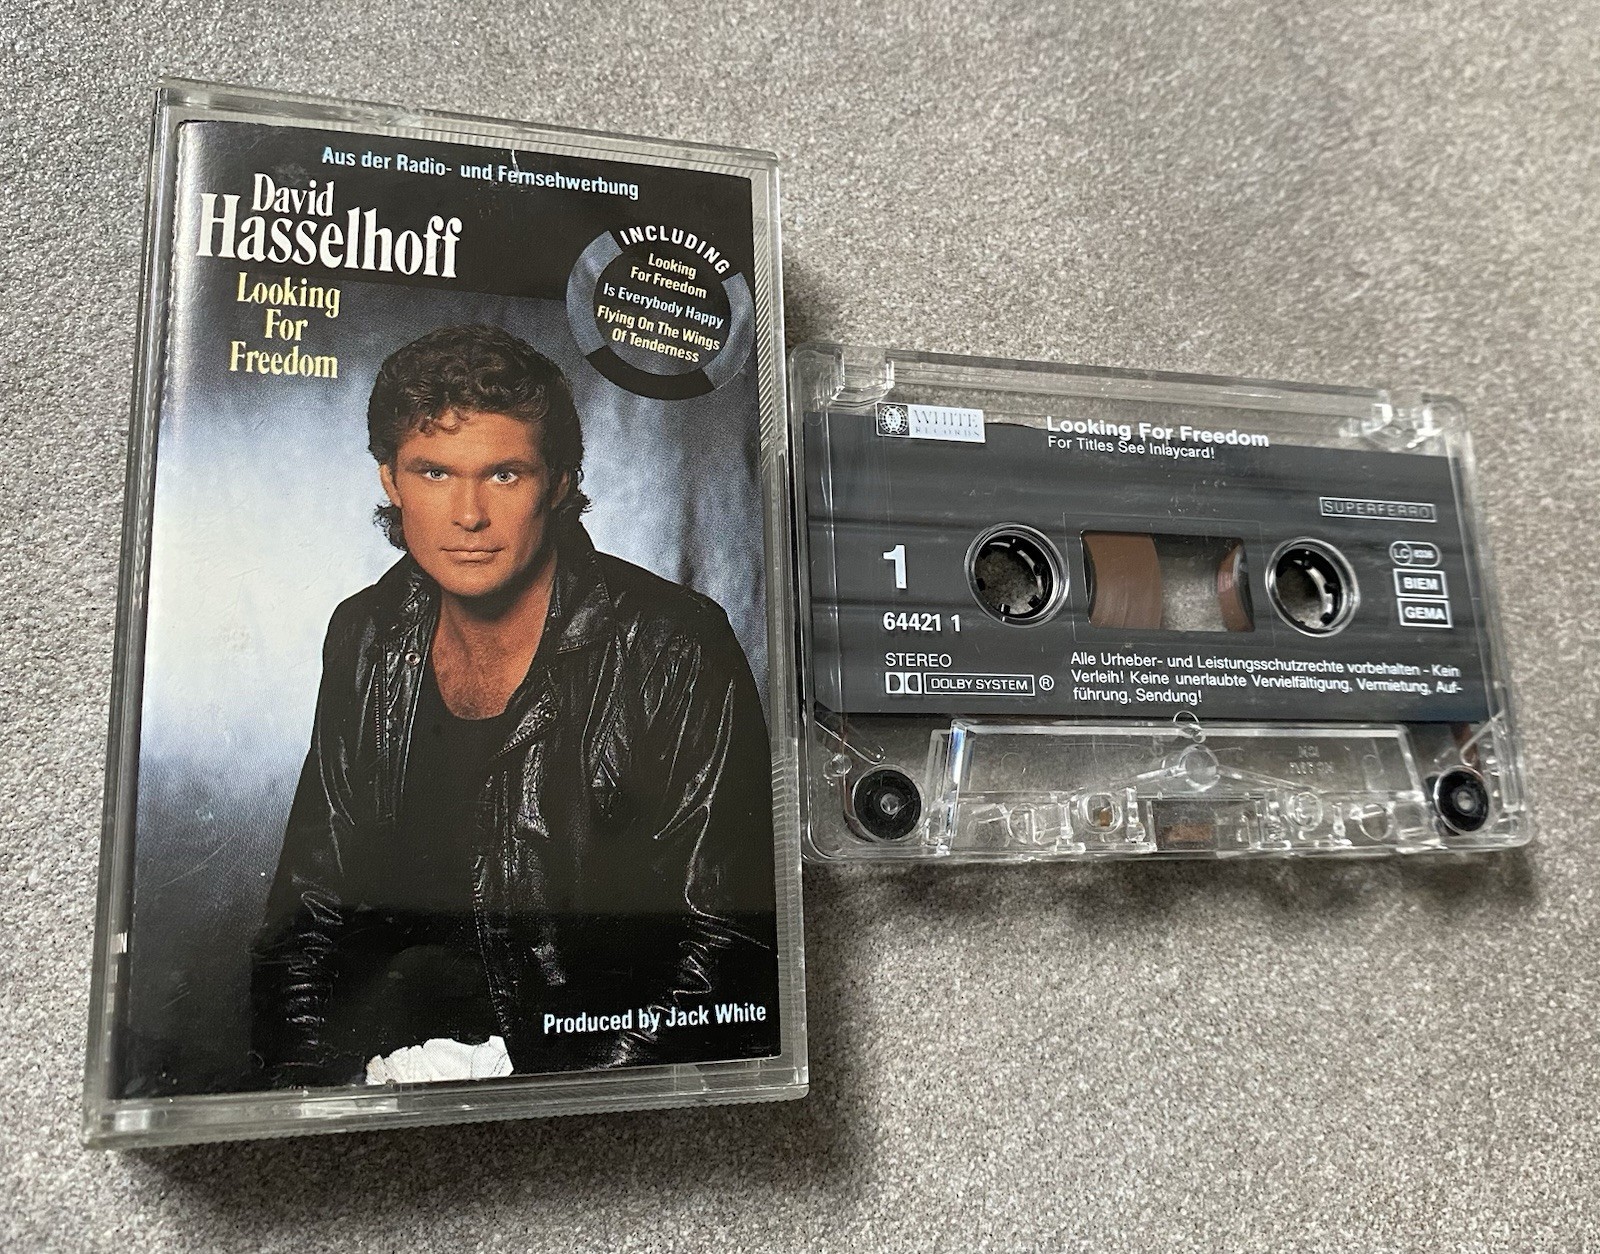 Aus der Radio- und Fernsehwerbung
David
Hasselhoff
Looking
For
Freedom
INCLUDING
Looking
For Freedom
Is Everybody Happy
Flying On The Wings
Of Tenderness
Produced by Jack White
WHITE
RECORDS
Looking For Freedom
For Titles See Inlaycard!
SUPERFERRO
1
64421 1
LC
BIEM
GEMA
STEREO
DOLBY SYSTEM ®
Alle Urheber- und Leistungsschutzrechte vorbehalten - Kein
Verleih! Keine unerlaubte Vervielfältigung, Vermietung, Auf-
führung, Sendung!